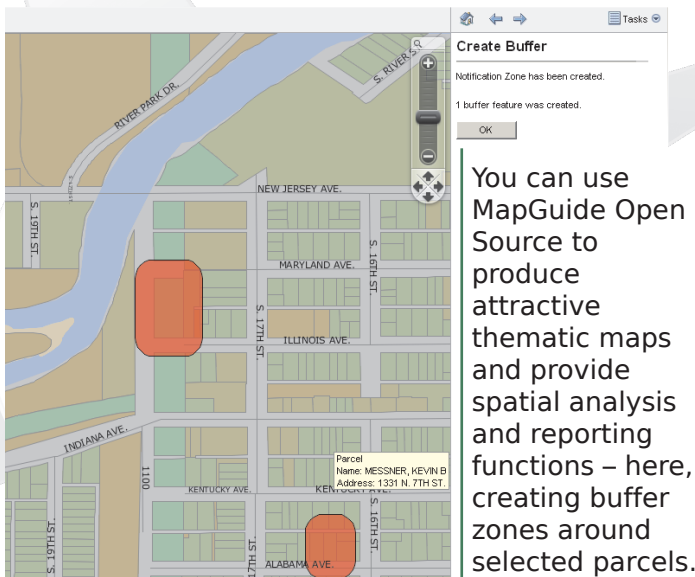 Tasks
Create Buffer
Notification Zone has been created.
1 buffer feature was created.
OK
You can use
MapGuide Open
Source to
produce
attractive
thematic maps
and provide
spatial analysis
and reporting
functions – here,
creating buffer
zones around
selected parcels.
RIVER PARK DR.
S. RIVER S
NEW JERSEY AVE.
S. 19TH ST.
MARYLAND AVE.
S. 16TH ST.
S. 17TH ST.
ILLINOIS AVE.
INDIANA AVE.
Parcel
Name: MESSNER, KEVIN B
Address: 1331 N. 7TH ST.
1100
KENTUCKY AVE.
S. 16TH ST.
S. 19TH ST.
17TH ST.
ALABAMA AVE.